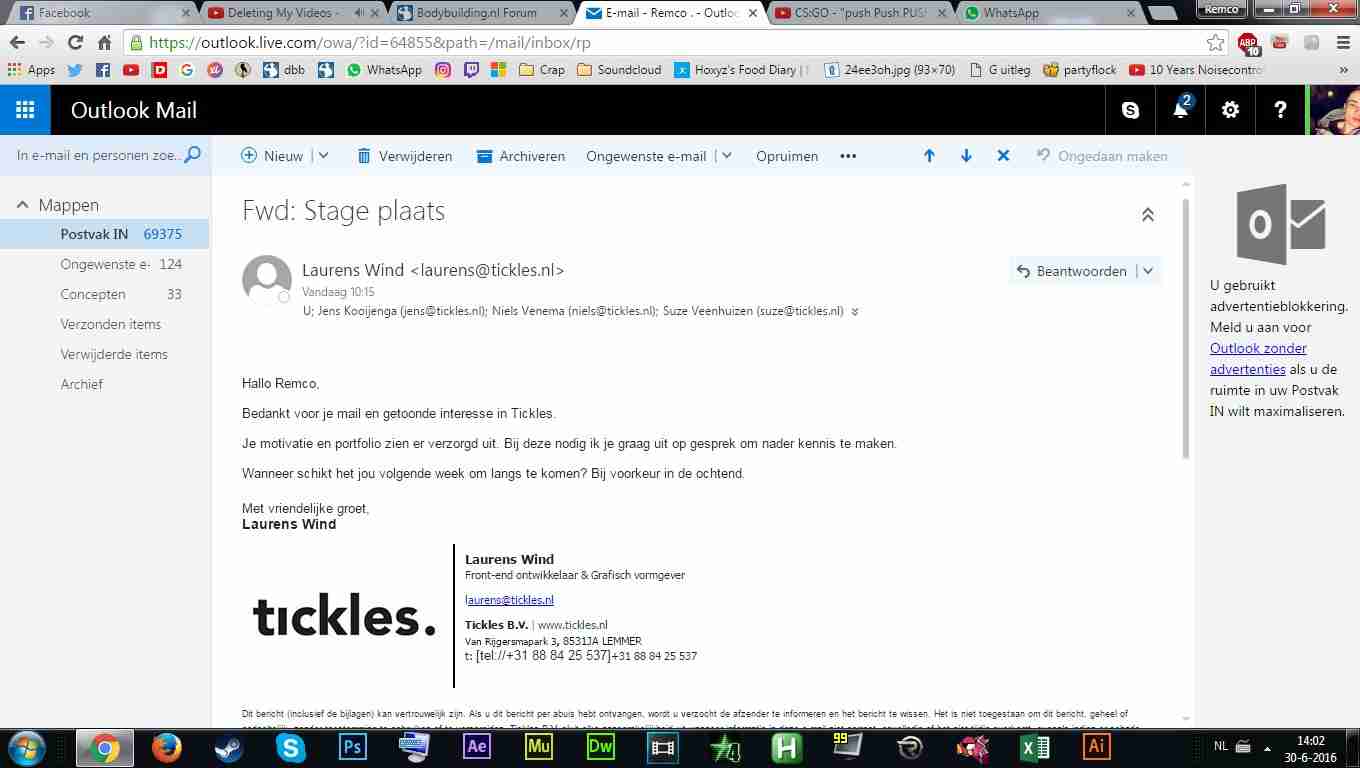 Facebook
Deleting My Videos -
Bodybuilding.nl Forum
E-mail - Remco . - Outloo
CS:GO - "push Push PUS
WhatsApp
Remco
https://outlook.live.com/owa/?id=64855&path=/mail/inbox/rp
ABP
10
Apps
dbb
WhatsApp
Crap
Soundcloud
Hoxyz's Food Diary |
24ee3oh.jpg (93×70)
G uitleg
partyflock
10 Years Noisecontro
»
Outlook Mail
2
?
In e-mail en personen zoe..
Nieuw
Verwijderen
Archiveren
Ongewenste e-mail
Opruimen
•••
Ongedaan maken
Mappen
Postvak IN 69375
Ongewenste e- 124
Concepten 33
Verzonden items
Verwijderde items
Archief
Fwd: Stage plaats
Laurens Wind <laurens@tickles.nl>
Vandaag 10:15
U; Jens Kooijenga (jens@tickles.nl); Niels Venema (niels@tickles.nl); Suze Veenhuizen (suze@tickles.nl)
Beantwoorden
Hallo Remco,
Bedankt voor je mail en getoonde interesse in Tickles.
Je motivatie en portfolio zien er verzorgd uit. Bij deze nodig ik je graag uit op gesprek om nader kennis te maken.
Wanneer schikt het jou volgende week om langs te komen? Bij voorkeur in de ochtend.
Met vriendelijke groet,
Laurens Wind
tickles.
Laurens Wind
Front-end ontwikkelaar & Grafisch vormgever
laurens@tickles.nl
Tickles B.V. | www.tickles.nl
Van Rijgersmapark 3, 8531JA LEMMER
t: [tel://+31 88 84 25 537]+31 88 84 25 537
Dit bericht (inclusief de bijlagen) kan vertrouwelijk zijn. Als u dit bericht per abuis hebt ontvangen, wordt u verzocht de afzender te informeren en het bericht te wissen. Het is niet toegestaan om dit bericht, geheel of
U gebruikt
advertentieblokkering.
Meld u aan voor
Outlook zonder
advertenties als u de
ruimte in uw Postvak
IN wilt maximaliseren.
Ps
Ae
Mu
Dw
H
99
Ai
NL
14:02
30-6-2016